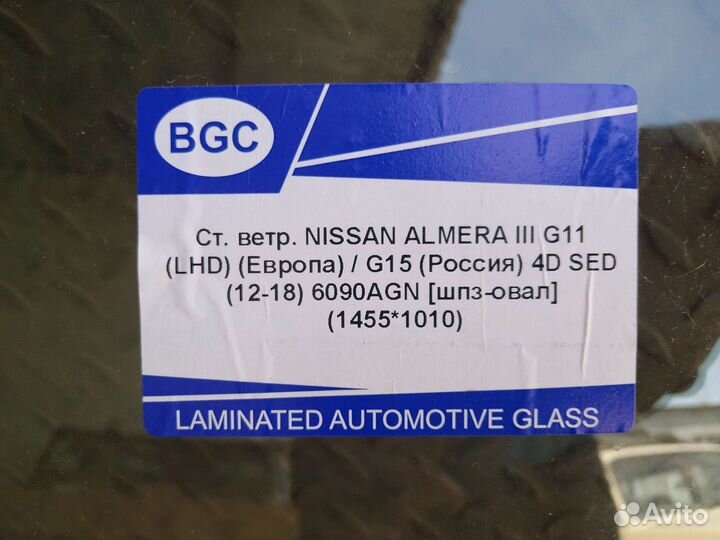 BGC
Ст. ветр. NISSAN ALMERA III G11
(LHD) (Европа) / G15 (Россия) 4D SED
(12-18) 6090AGN [шпз-овал]
(1455*1010)
LAMINATED AUTOMOTIVE GLASS
Avito